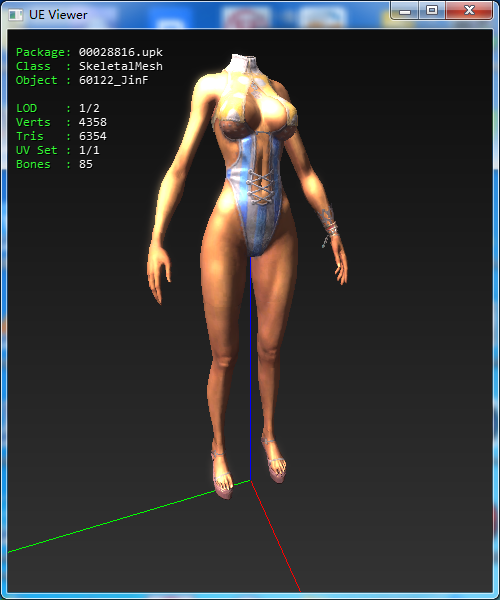 UE Viewer
Package: 00028816.upk
Class  : SkeletalMesh
Object : 60122_JinF
LOD    : 1/2
Verts  : 4358
Tris   : 6354
UV Set : 1/1
Bones  : 85